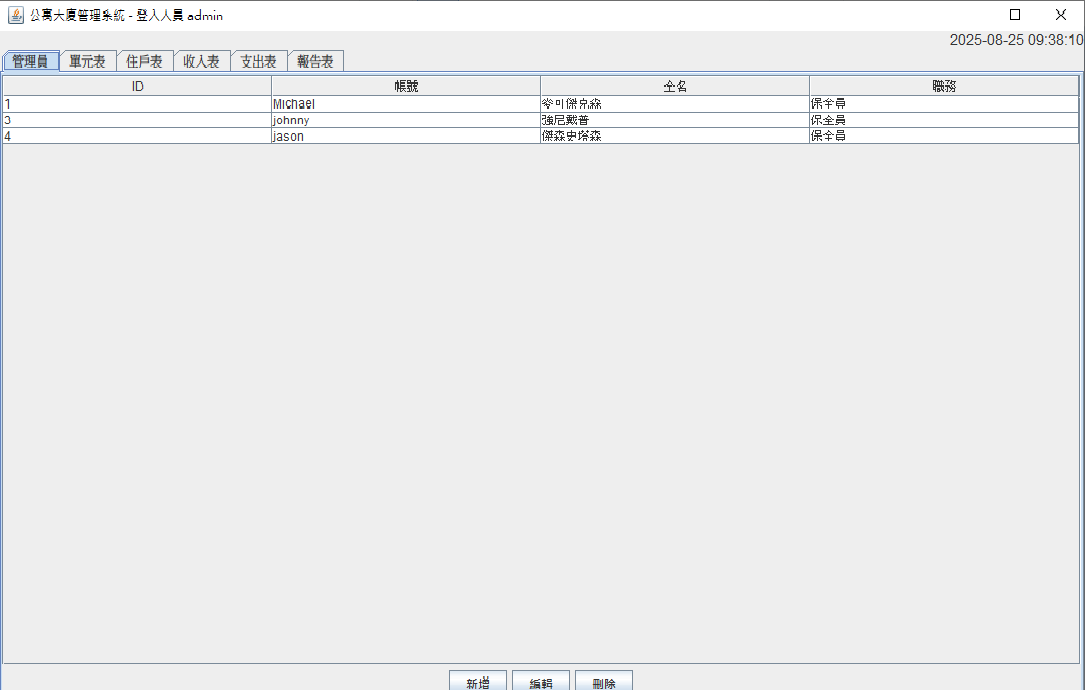 公寓大廈管理系統 - 登入人員 admin
2025-08-25 09:38:10
管理員 單元表 住戶表 收入表 支出表 報告表
ID 帳號 全名 職務
1 Michael 麥可傑克森 保全員
3 johnny 強尼戴普 保全員
4 jason 傑森史塔森 保全員
新增 編輯 刪除